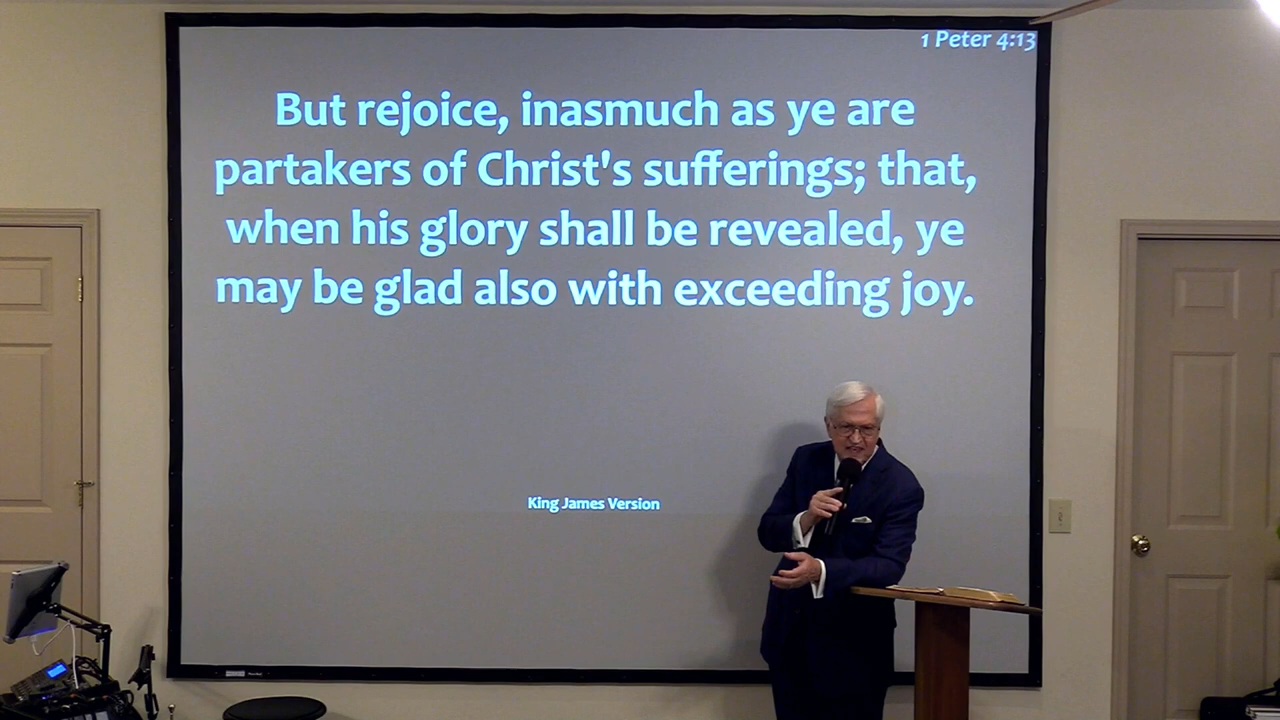 1 Peter 4:13
But rejoice, inasmuch as ye are
partakers of Christ's sufferings; that,
when his glory shall be revealed, ye
may be glad also with exceeding joy.
King James Version